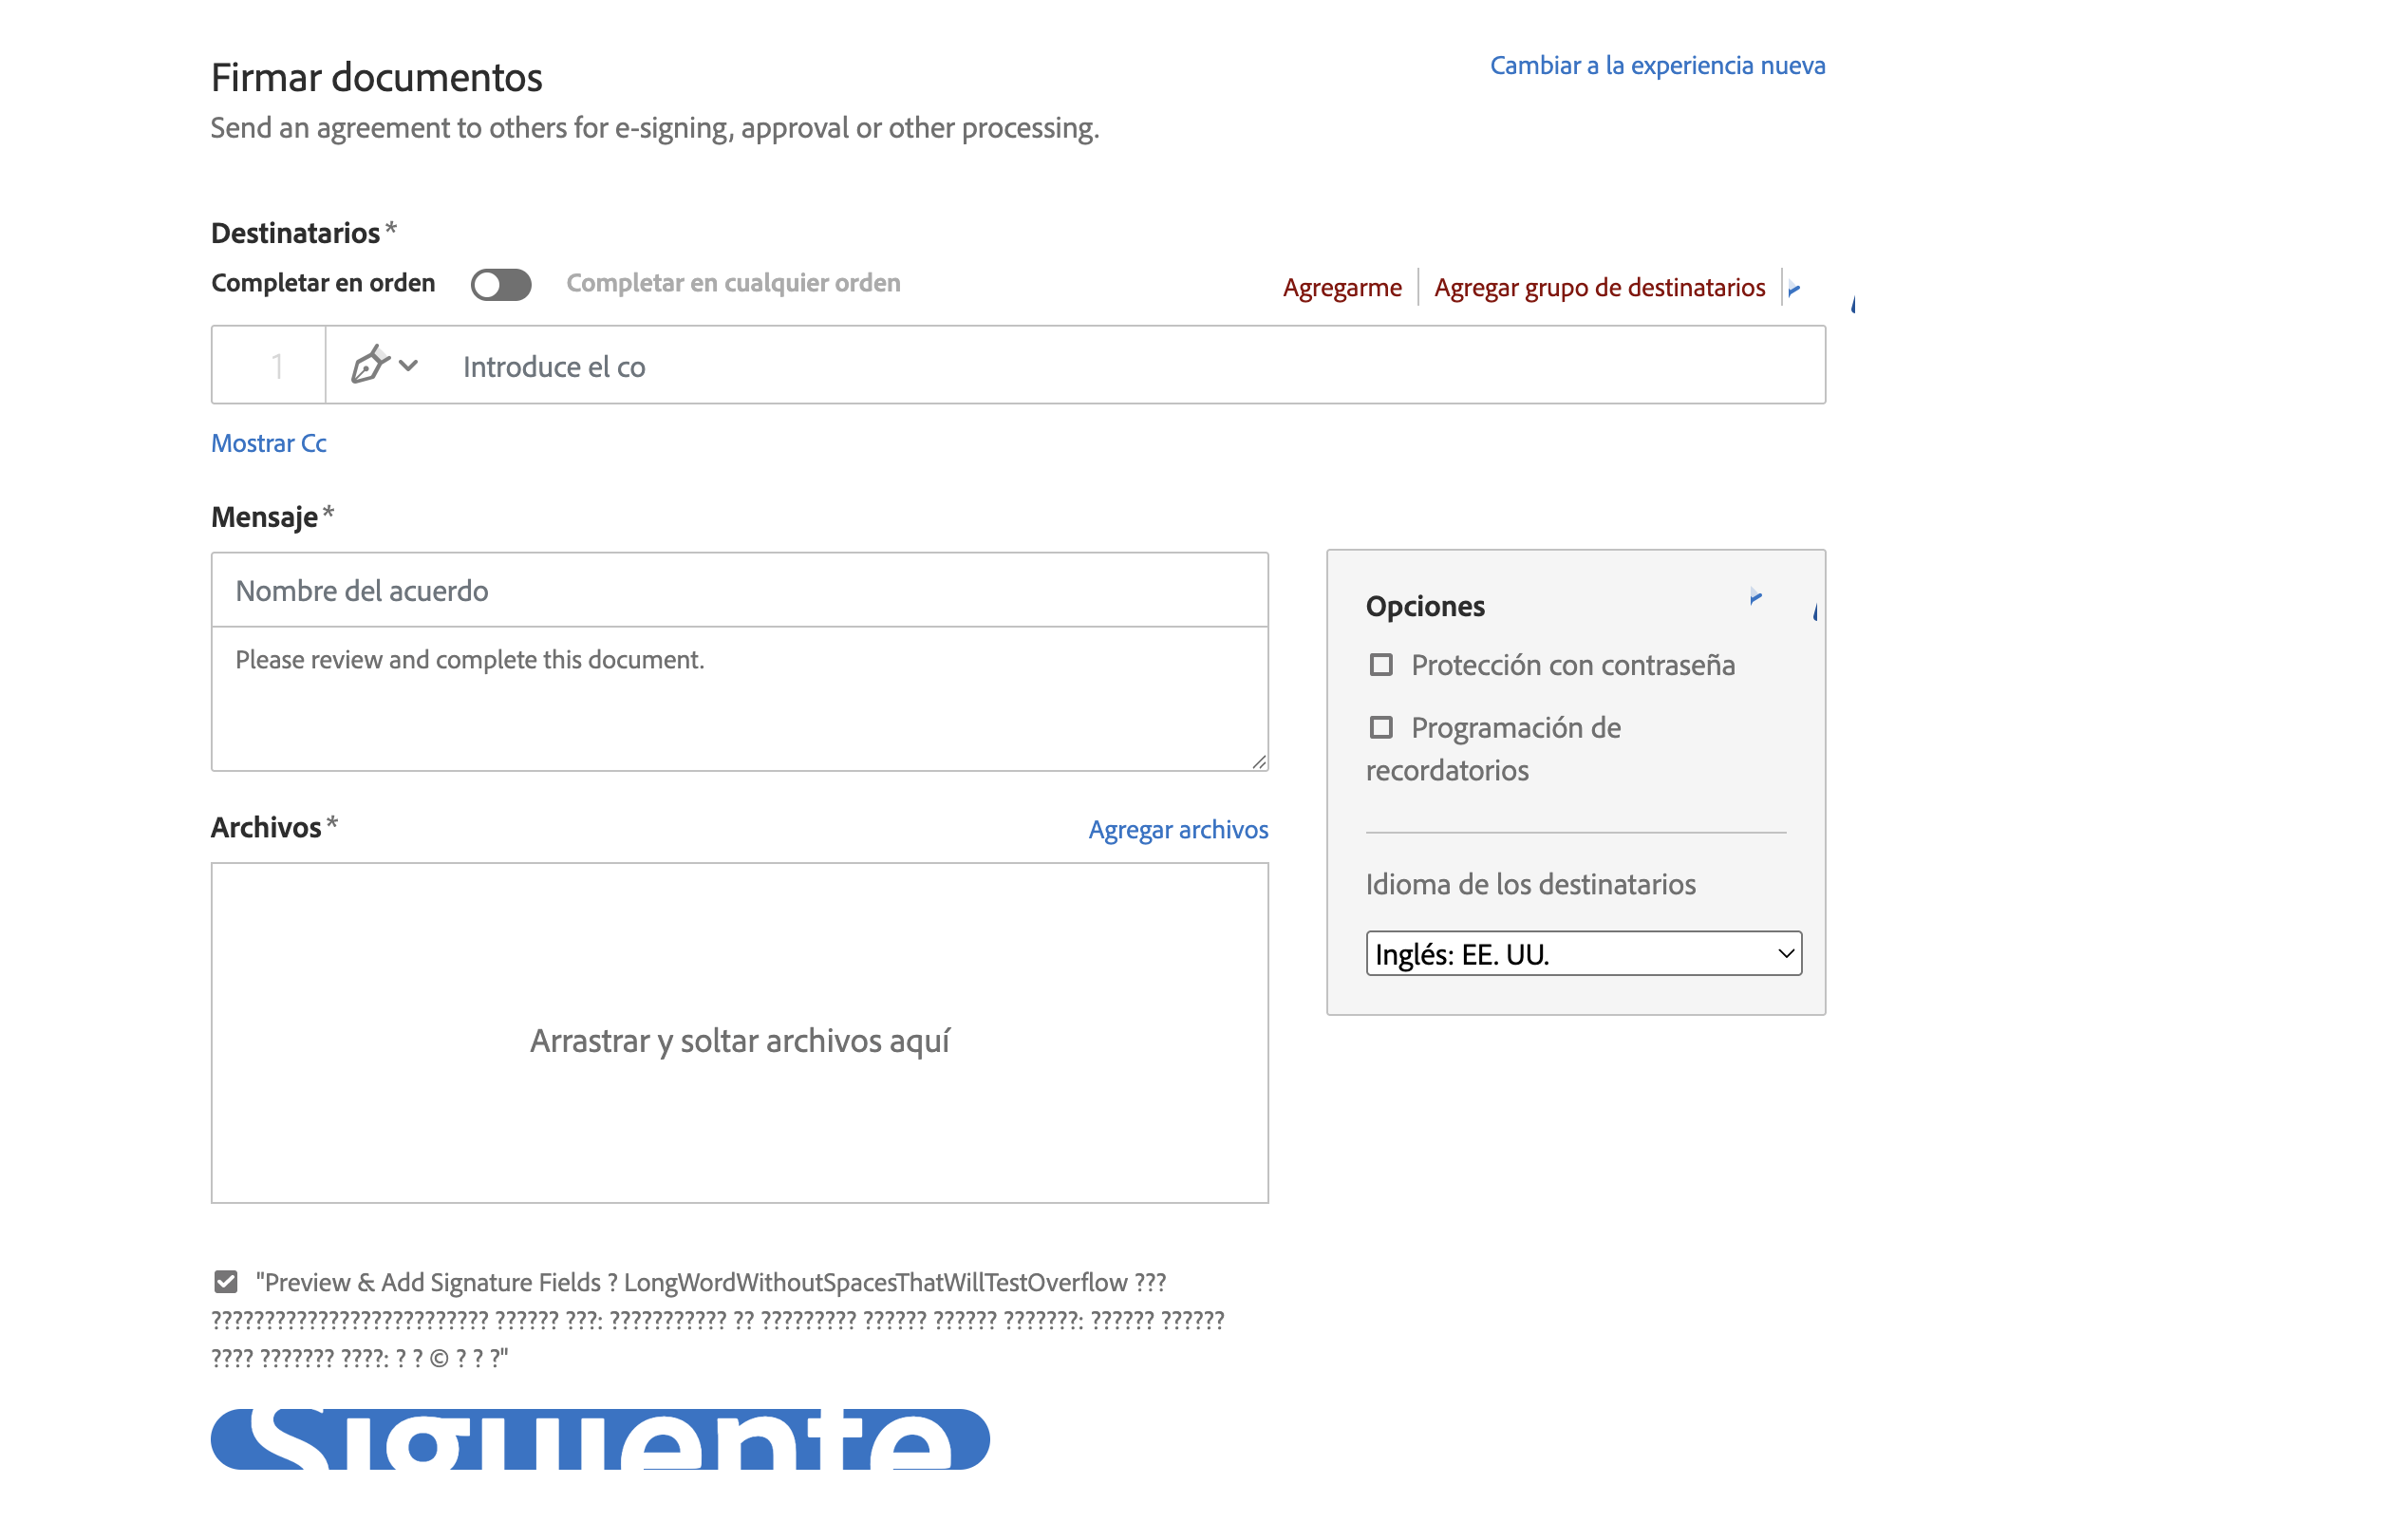 Firmar documentos
Cambiar a la experiencia nueva
Send an agreement to others for e-signing, approval or other processing.
Destinatarios*
Completar en orden Completar en cualquier orden
Agregarme Agregar grupo de destinatarios
1 Introduce el co
Mostrar Cc
Mensaje*
Nombre del acuerdo
Please review and complete this document.
Archivos*
Agregar archivos
Arrastrar y soltar archivos aquí
Opciones
Protección con contraseña
Programación de
recordatorios
Idioma de los destinatarios
Inglés: EE. UU.
"Preview & Add Signature Fields ? LongWordWithoutSpacesThatWillTestOverflow ???
?????????????????????????? ?????? ???: ??????????? ?? ????????? ?????? ?????? ???????: ?????? ??????
???? ??????? ????: ? ? © ? ? ?"
Siguiente